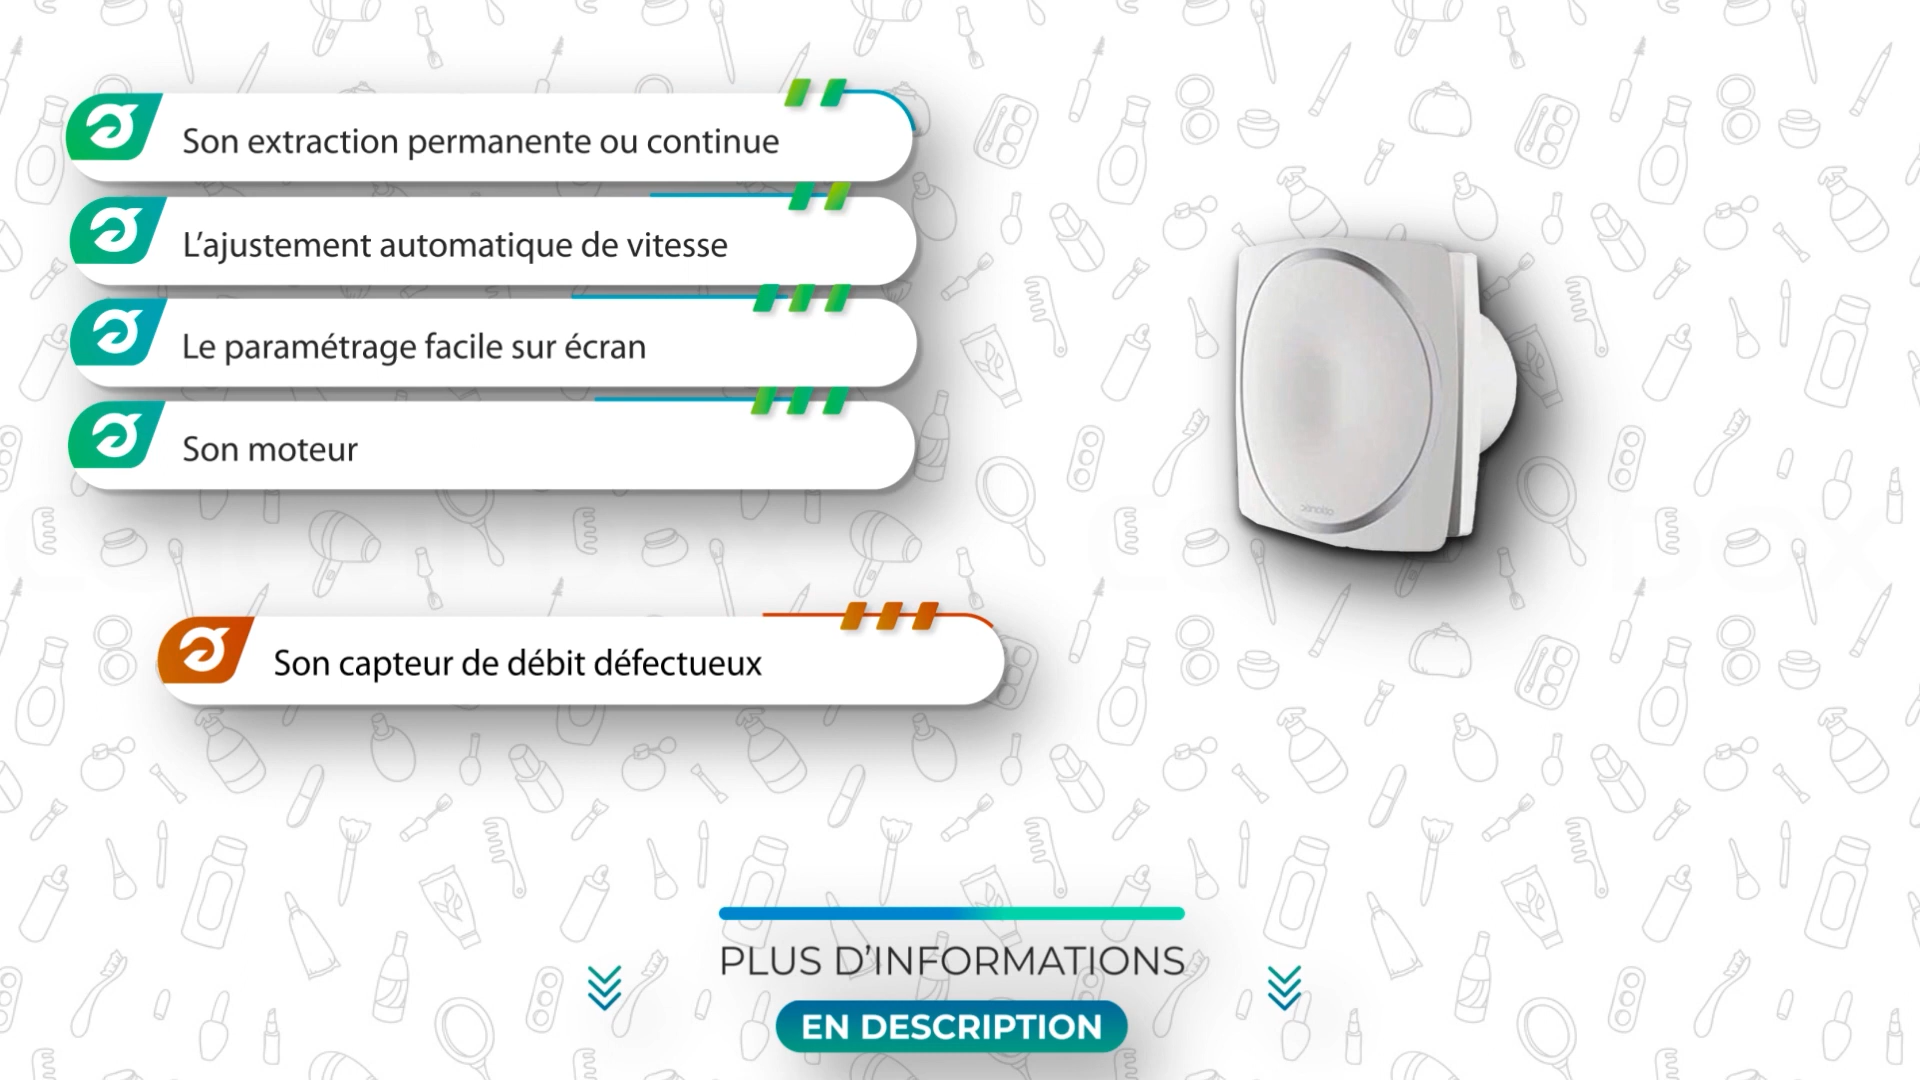 Son extraction permanente ou continue
L’ajustement automatique de vitesse
Le paramétrage facile sur écran
Son moteur
Son capteur de débit défectueux
PLUS D’INFORMATIONS
EN DESCRIPTION